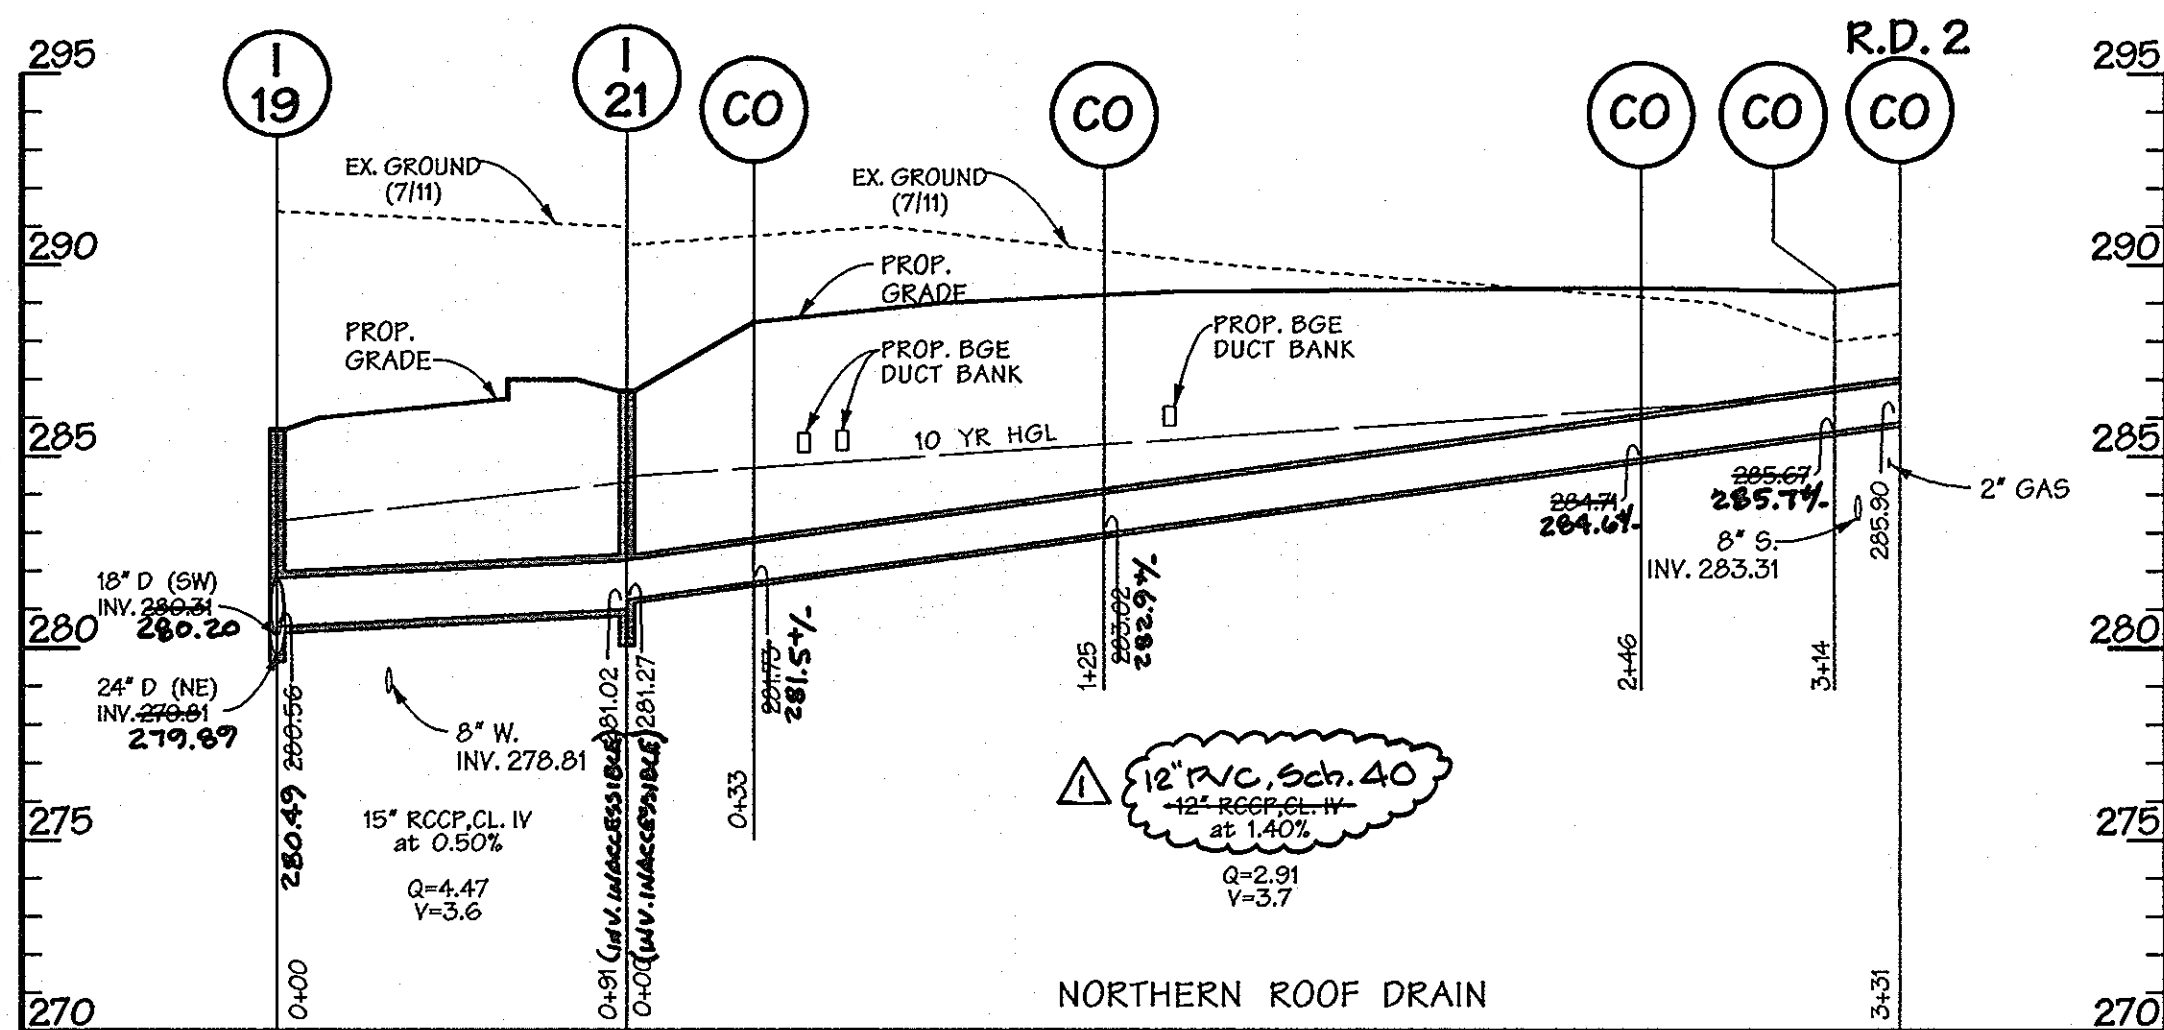 R.D. 2
295
I
19
I
21
CO
CO
CO
CO
CO
295
EX. GROUND
(7/11)
EX. GROUND
(7/11)
290
290
PROP.
GRADE
PROP.
GRADE
PROP. BGE
DUCT BANK
PROP. BGE
DUCT BANK
285
10 YR HGL
285
284.71
284.6+/-
285.67
285.7+/-
285.90
2" GAS
8" S.
INV. 283.31
18" D (SW)
INV. 280.31
280.20
280
280
24" D (NE)
INV. 279.81
279.89
280.56
280.49
8" W.
INV. 278.81
281.02
(INV. INACCESSIBLE)
281.27
(INV. INACCESSIBLE)
281.73
281.5+/-
283.02
282.9+/-
1+25
2+46
3+14
0+33
1
12" PVC, Sch. 40
12" RCCP, CL. IV
at 1.40%
Q=2.91
V=3.7
275
275
15" RCCP, CL. IV
at 0.50%
Q=4.47
V=3.6
0+00
0+91
0+00
3+31
NORTHERN ROOF DRAIN
270
270